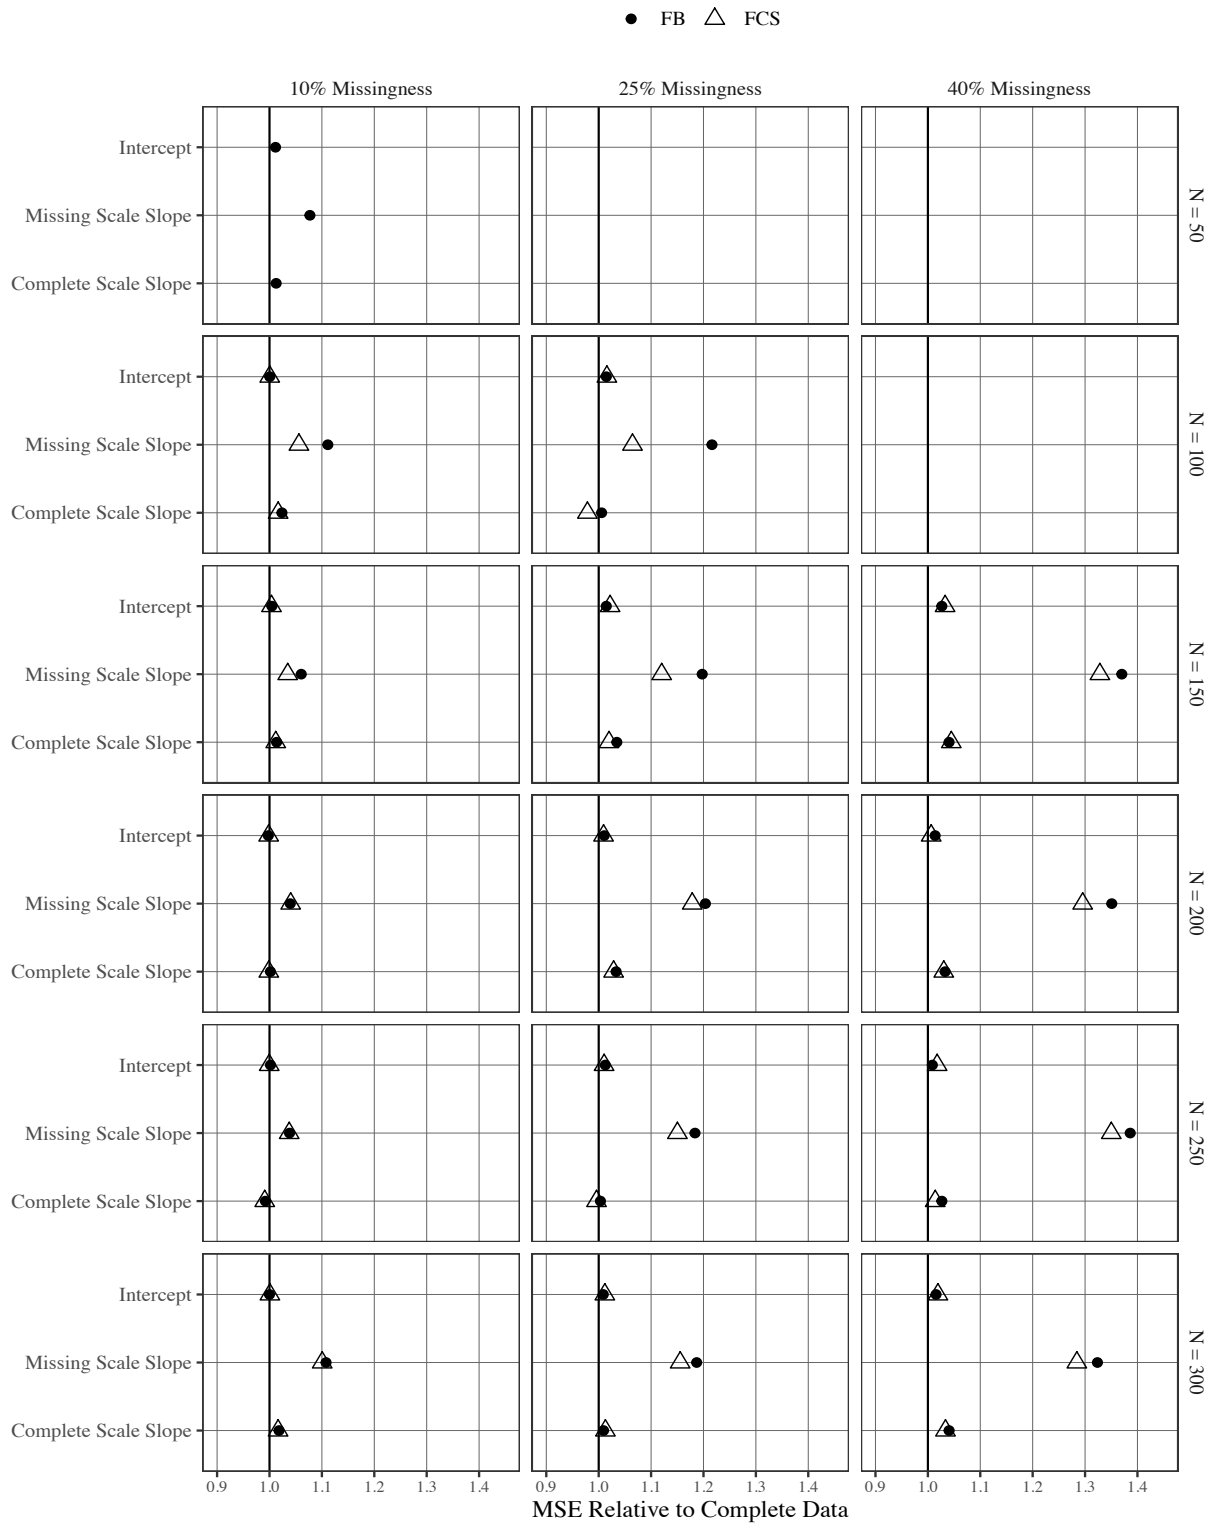 FB FCS
10% Missingness 25% Missingness 40% Missingness
Intercept
Missing Scale Slope
Complete Scale Slope
N = 50
Intercept
Missing Scale Slope
Complete Scale Slope
N = 100
Intercept
Missing Scale Slope
Complete Scale Slope
N = 150
Intercept
Missing Scale Slope
Complete Scale Slope
N = 200
Intercept
Missing Scale Slope
Complete Scale Slope
N = 250
Intercept
Missing Scale Slope
Complete Scale Slope
N = 300
0.9 1.0 1.1 1.2 1.3 1.4 0.9 1.0 1.1 1.2 1.3 1.4 0.9 1.0 1.1 1.2 1.3 1.4
MSE Relative to Complete Data